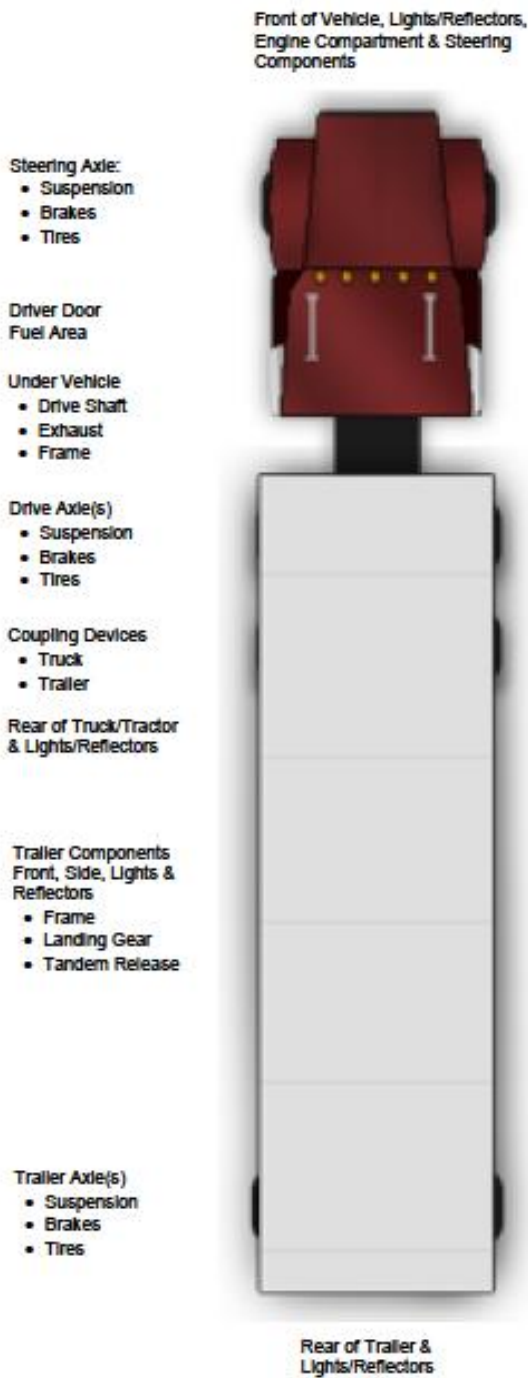 Front of Vehicle, Lights/Reflectors,
Engine Compartment & Steering
Components
Steering Axle:
• Suspension
• Brakes
• Tires
Driver Door
Fuel Area
Under Vehicle
• Drive Shaft
• Exhaust
• Frame
Drive Axle(s)
• Suspension
• Brakes
• Tires
Coupling Devices
• Truck
• Trailer
Rear of Truck/Tractor
& Lights/Reflectors
Trailer Components
Front, Side, Lights &
Reflectors
• Frame
• Landing Gear
• Tandem Release
Trailer Axle(s)
• Suspension
• Brakes
• Tires
Rear of Trailer &
Lights/Reflectors